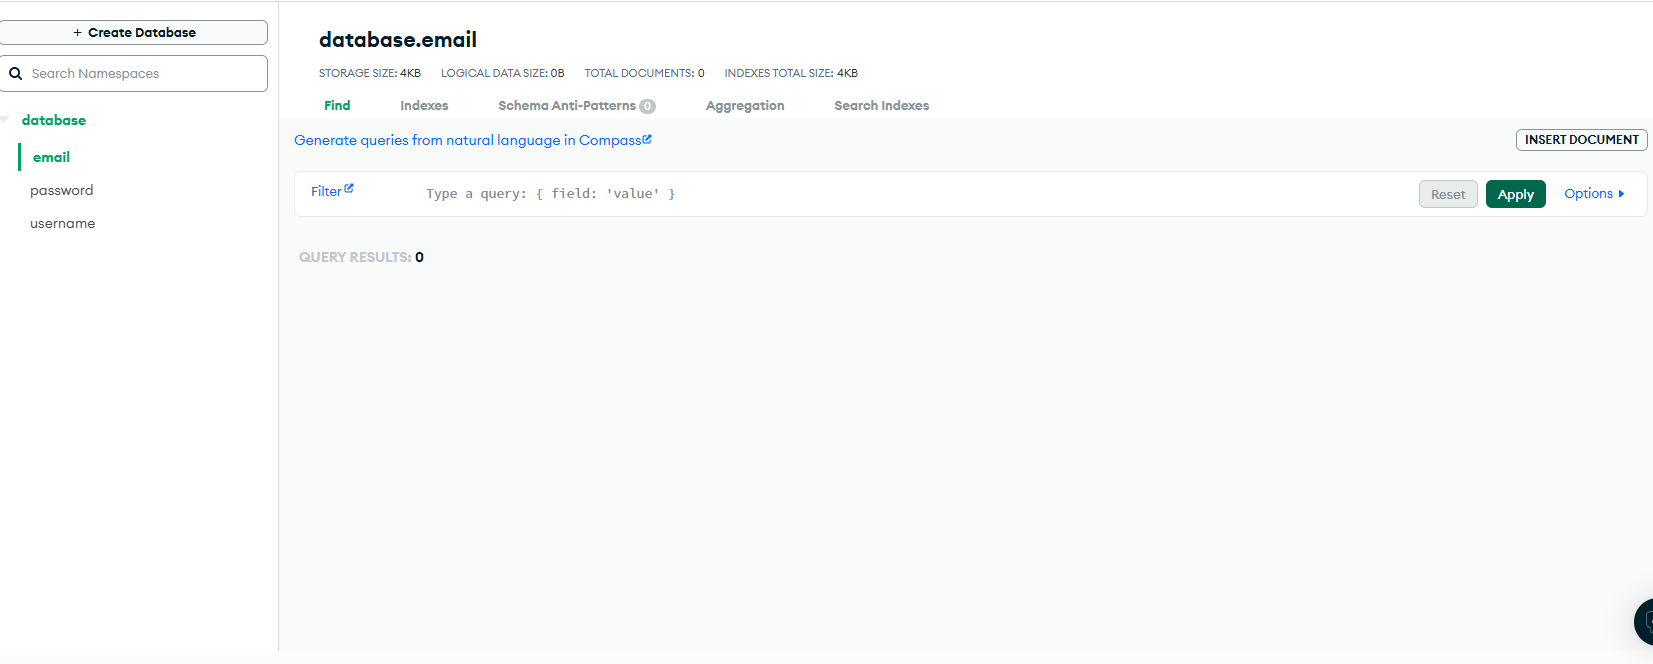 + Create Database
Search Namespaces
database
email
password
username
database.email
STORAGE SIZE: 4KB LOGICAL DATA SIZE: 0B TOTAL DOCUMENTS: 0 INDEXES TOTAL SIZE: 4KB
Find Indexes Schema Anti-Patterns 0 Aggregation Search Indexes
Generate queries from natural language in Compass
INSERT DOCUMENT
Filter Type a query: { field: 'value' } Reset Apply Options
QUERY RESULTS: 0